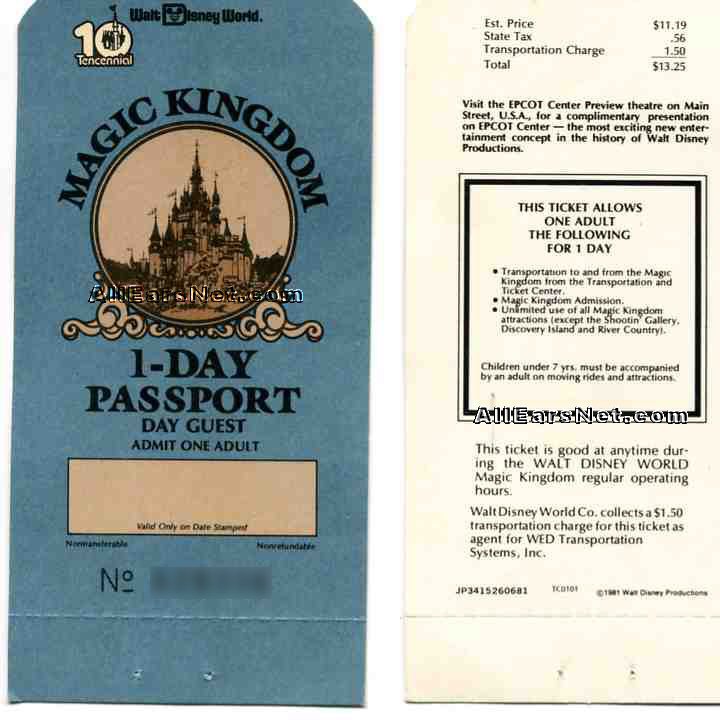 Walt Disney World.
10
Tencennial
MAGIC KINGDOM
AllEarsNet.com
1-DAY
PASSPORT
DAY GUEST
ADMIT ONE ADULT
Valid Only on Date Stamped
Nontransferable Nonrefundable
No
Est. Price $11.19
State Tax .56
Transportation Charge 1.50
Total $13.25
Visit the EPCOT Center Preview theatre on Main
Street, U.S.A., for a complimentary presentation
on EPCOT Center — the most exciting new enter-
tainment concept in the history of Walt Disney
Productions.
THIS TICKET ALLOWS
ONE ADULT
THE FOLLOWING
FOR 1 DAY
• Transportation to and from the Magic
Kingdom from the Transportation and
Ticket Center.
• Magic Kingdom Admission.
• Unlimited use of all Magic Kingdom
attractions (except the Shootin' Gallery,
Discovery Island and River Country).
Children under 7 yrs. must be accompanied
by an adult on moving rides and attractions.
AllEarsNet.com
This ticket is good at anytime dur-
ing the WALT DISNEY WORLD
Magic Kingdom regular operating
hours.
Walt Disney World Co. collects a $1.50
transportation charge for this ticket as
agent for WED Transportation
Systems, Inc.
JP3415260681 TCD101 ©1981 Walt Disney Productions